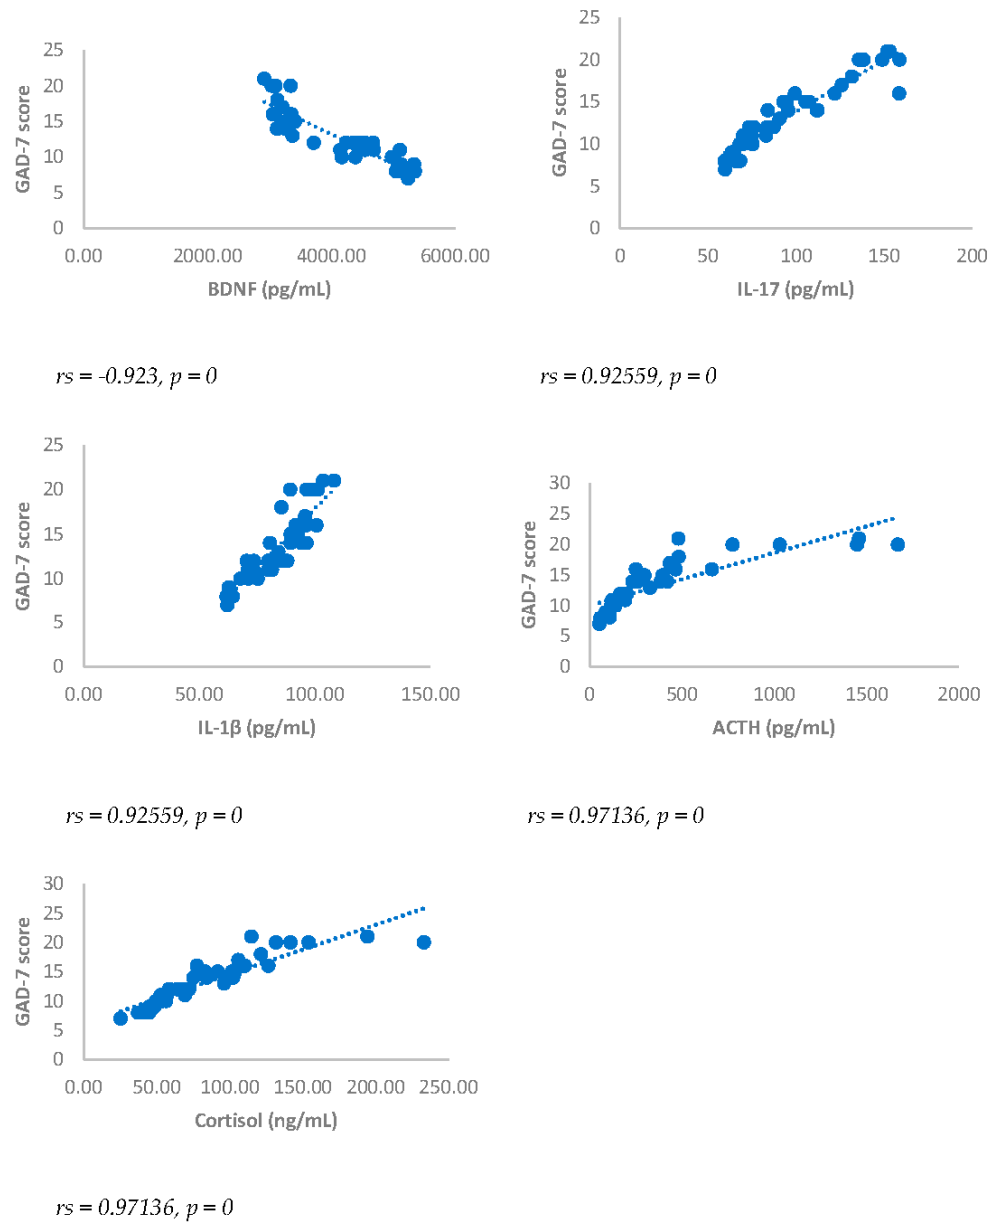 25
20
15
10
5
0
GAD-7 score
0.00 2000.00 4000.00 6000.00
BDNF (pg/mL)
rs = -0.923, p = 0
25
20
15
10
5
0
GAD-7 score
0 50 100 150 200
IL-17 (pg/mL)
rs = 0.92559, p = 0
25
20
15
10
5
0
GAD-7 score
0.00 50.00 100.00 150.00
IL-1β (pg/mL)
rs = 0.92559, p = 0
30
25
20
15
10
5
0
GAD-7 score
0 500 1000 1500 2000
ACTH (pg/mL)
rs = 0.97136, p = 0
30
25
20
15
10
5
0
GAD-7 score
0.00 50.00 100.00 150.00 200.00 250.00
Cortisol (ng/mL)
rs = 0.97136, p = 0